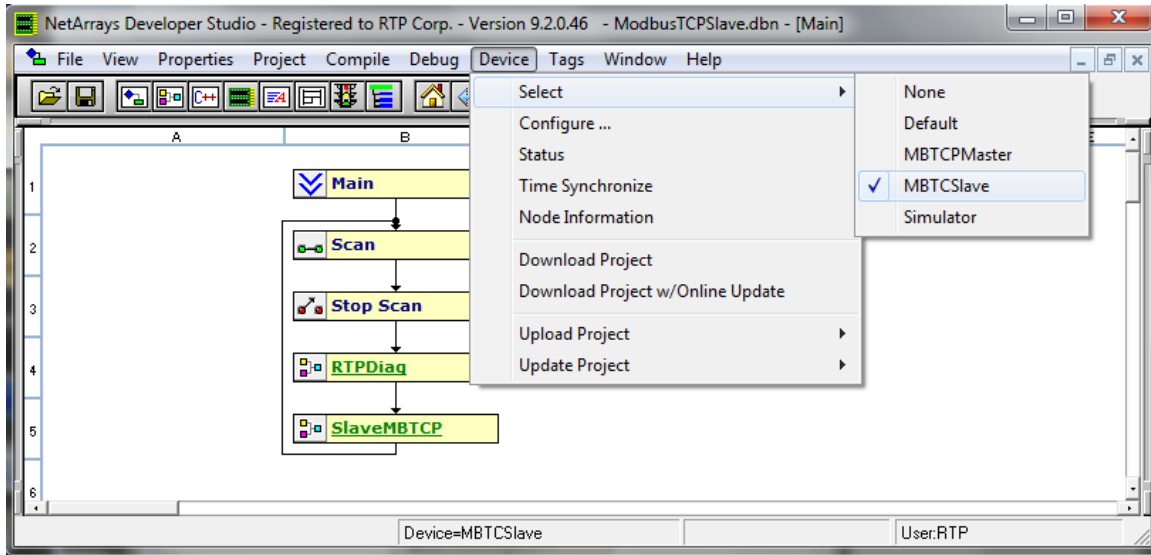 NetArrays Developer Studio - Registered to RTP Corp. - Version 9.2.0.46 - ModbusTCPSlave.dbn - [Main]
File View Properties Project Compile Debug Device Tags Window Help
C++
A B E
Select
Configure ...
Status
Time Synchronize
Node Information
Download Project
Download Project w/Online Update
Upload Project
Update Project
None
Default
MBTCPMaster
MBTCSlave
Simulator
1 Main
2 Scan
3 Stop Scan
4 RTPDiag
5 SlaveMBTCP
6
Device=MBTCSlave User:RTP